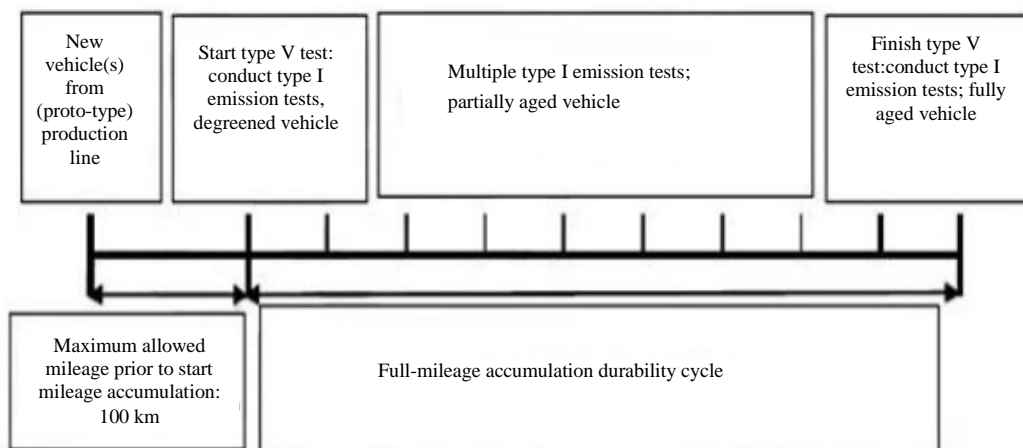 New
vehicle(s)
from
(proto-type)
production
line
Start type V test:
conduct type I
emission tests,
degreened vehicle
Multiple type I emission tests;
partially aged vehicle
Finish type V
test:conduct type I
emission tests; fully
aged vehicle
Maximum allowed
mileage prior to start
mileage accumulation:
100 km
Full-mileage accumulation durability cycle